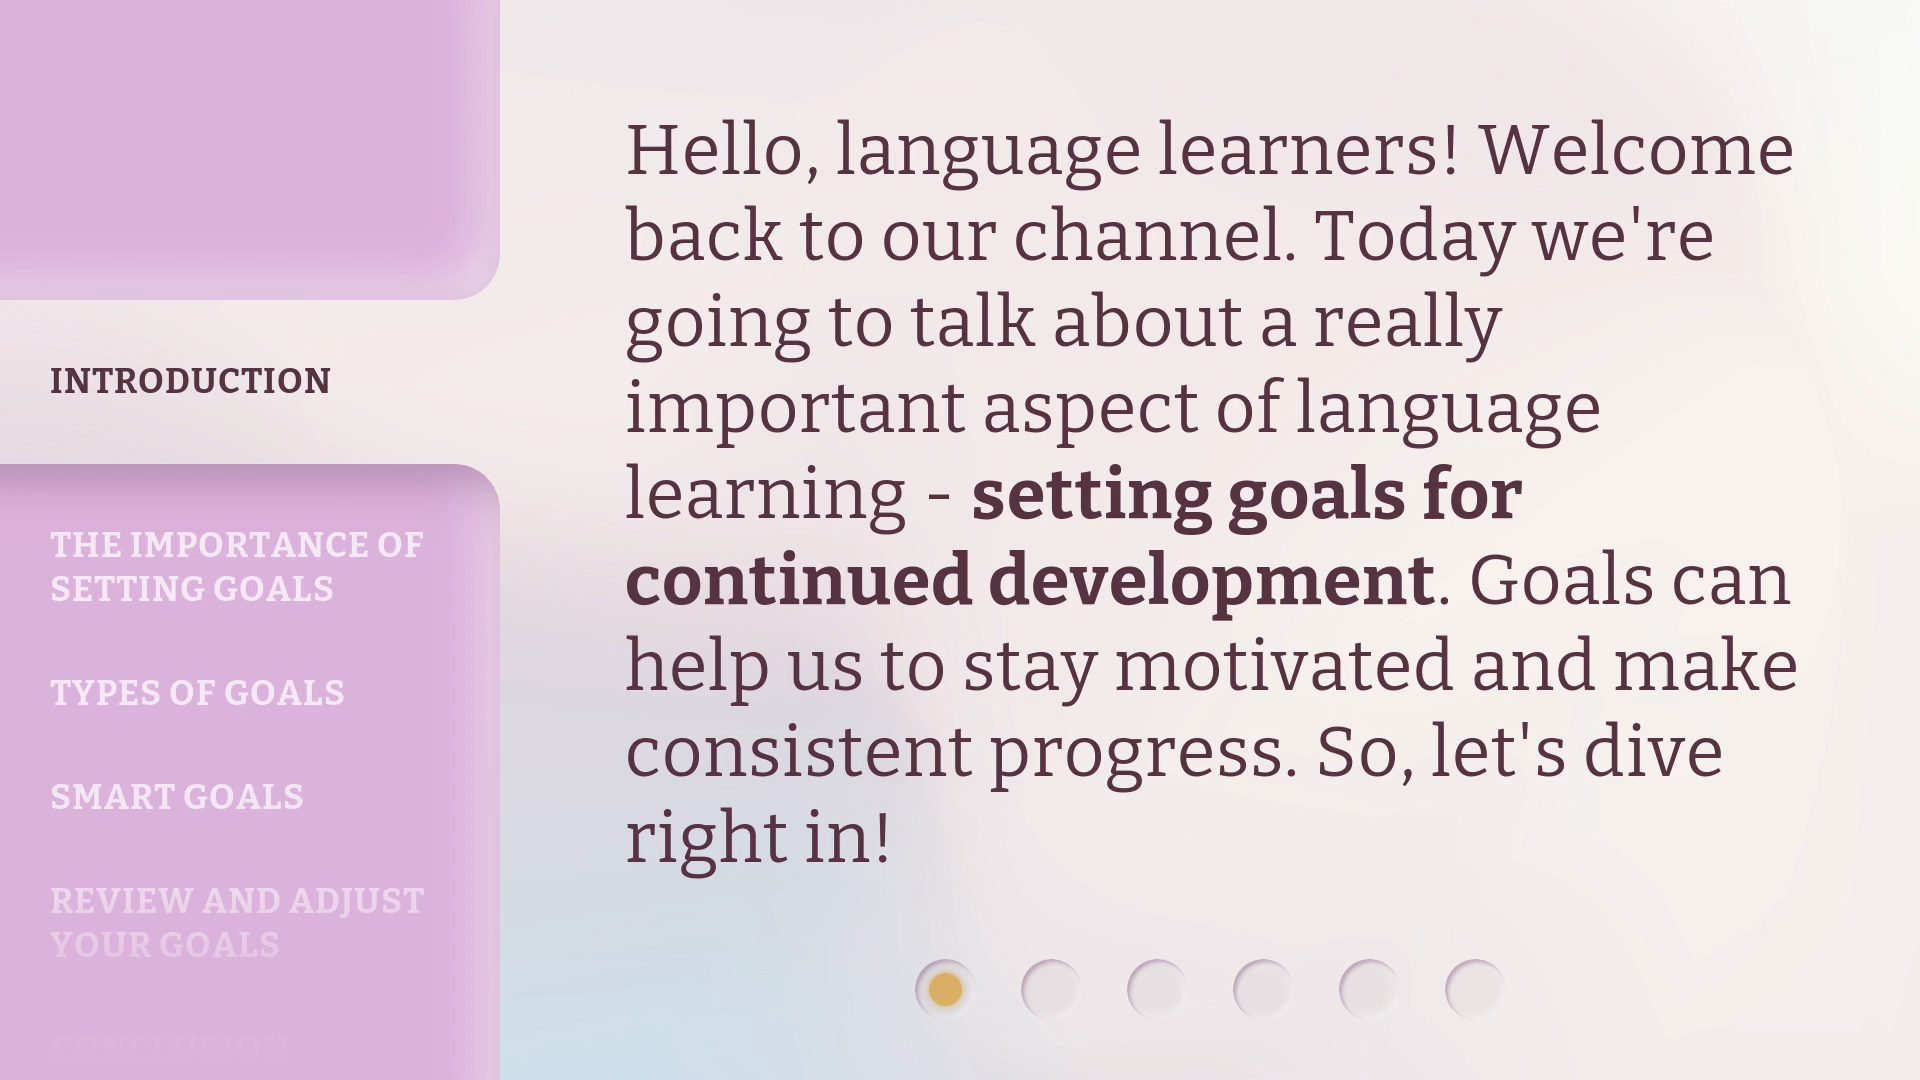 INTRODUCTION
THE IMPORTANCE OF
SETTING GOALS
TYPES OF GOALS
SMART GOALS
REVIEW AND ADJUST
YOUR GOALS
CONCLUSION
Hello, language learners! Welcome
back to our channel. Today we're
going to talk about a really
important aspect of language
learning - setting goals for
continued development. Goals can
help us to stay motivated and make
consistent progress. So, let's dive
right in!